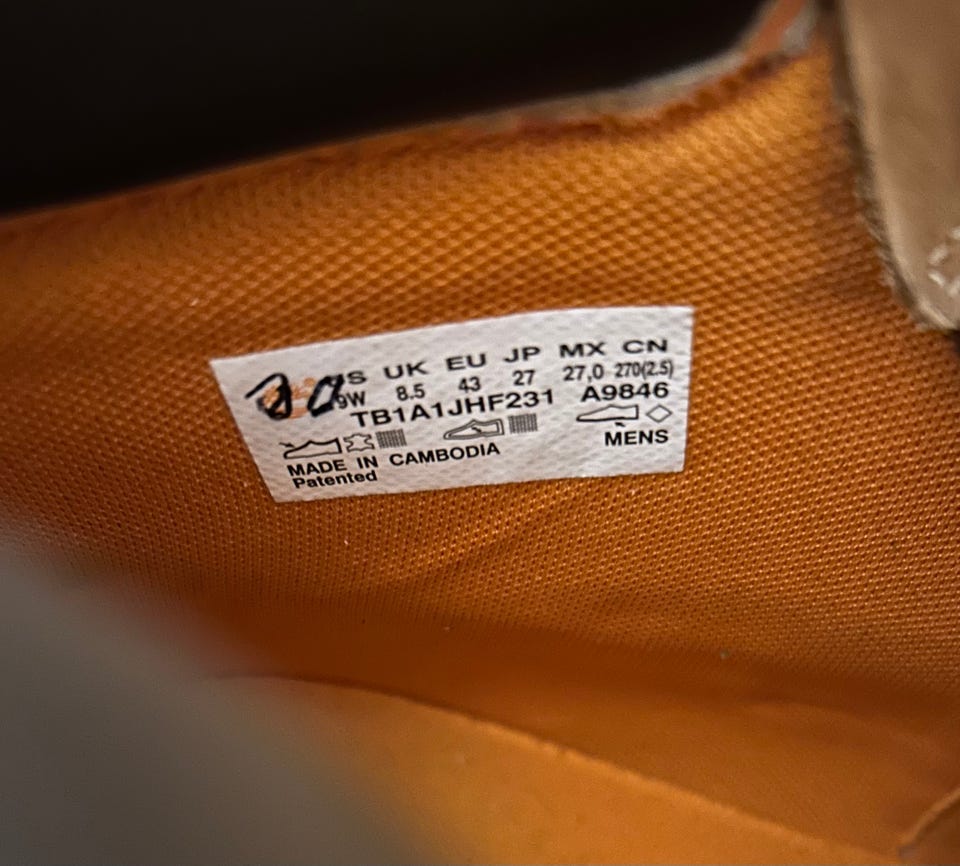 US UK EU JP MX CN
9W 8.5 43 27 27,0 270(2.5)
TB1A1JHF231 A9846
MENS
MADE IN CAMBODIA
Patented